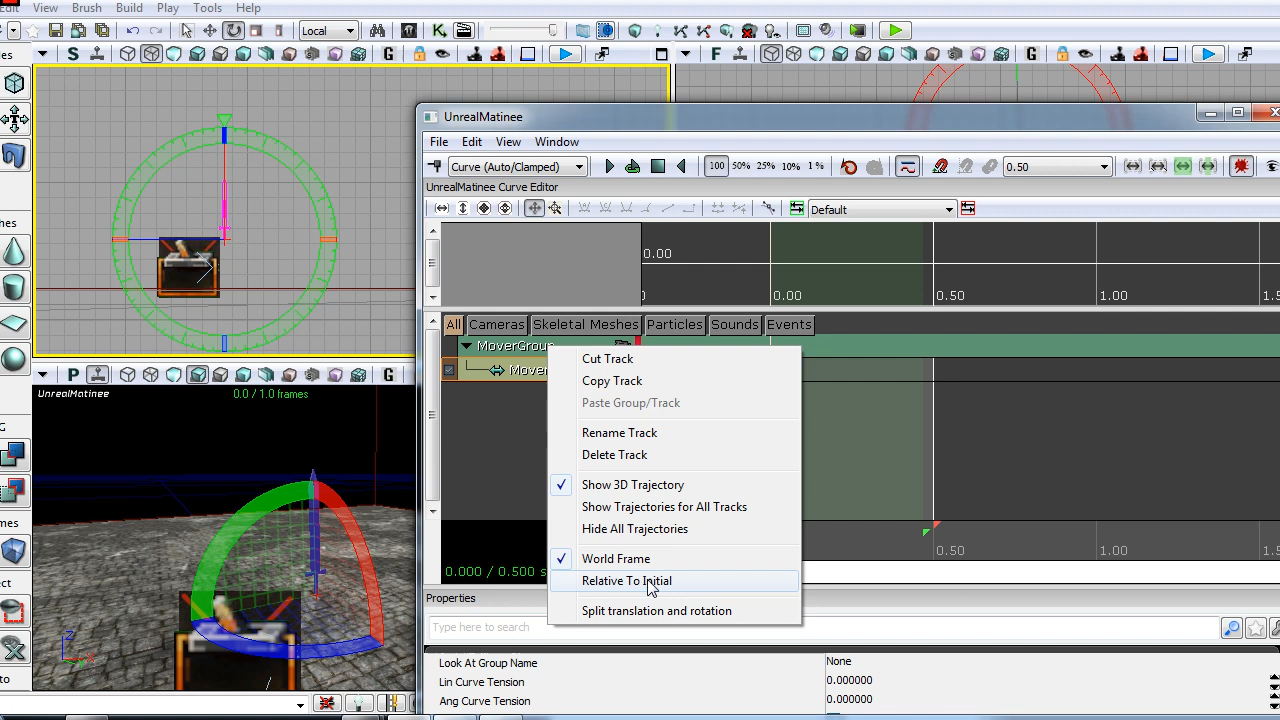 Edit View Brush Build Play Tools Help
Local
S
G
F
G
UnrealMatinee
File Edit View Window
Curve (Auto/Clamped)
100 50% 25% 10% 1 %
0.50
UnrealMatinee Curve Editor
Default
0.00
0.00 0.50 1.00
All Cameras Skeletal Meshes Particles Sounds Events
MoverGroup
Cut Track
Copy Track
Paste Group/Track
Rename Track
Delete Track
Show 3D Trajectory
Show Trajectories for All Tracks
Hide All Trajectories
World Frame
Relative To Initial
Split translation and rotation
P
G
UnrealMatinee
0.0 / 1.0 frames
0.50 1.00
0.000 / 0.500 s
Properties
Type here to search
Look At Group Name
None
Lin Curve Tension
0.000000
Ang Curve Tension
0.000000
Z
X